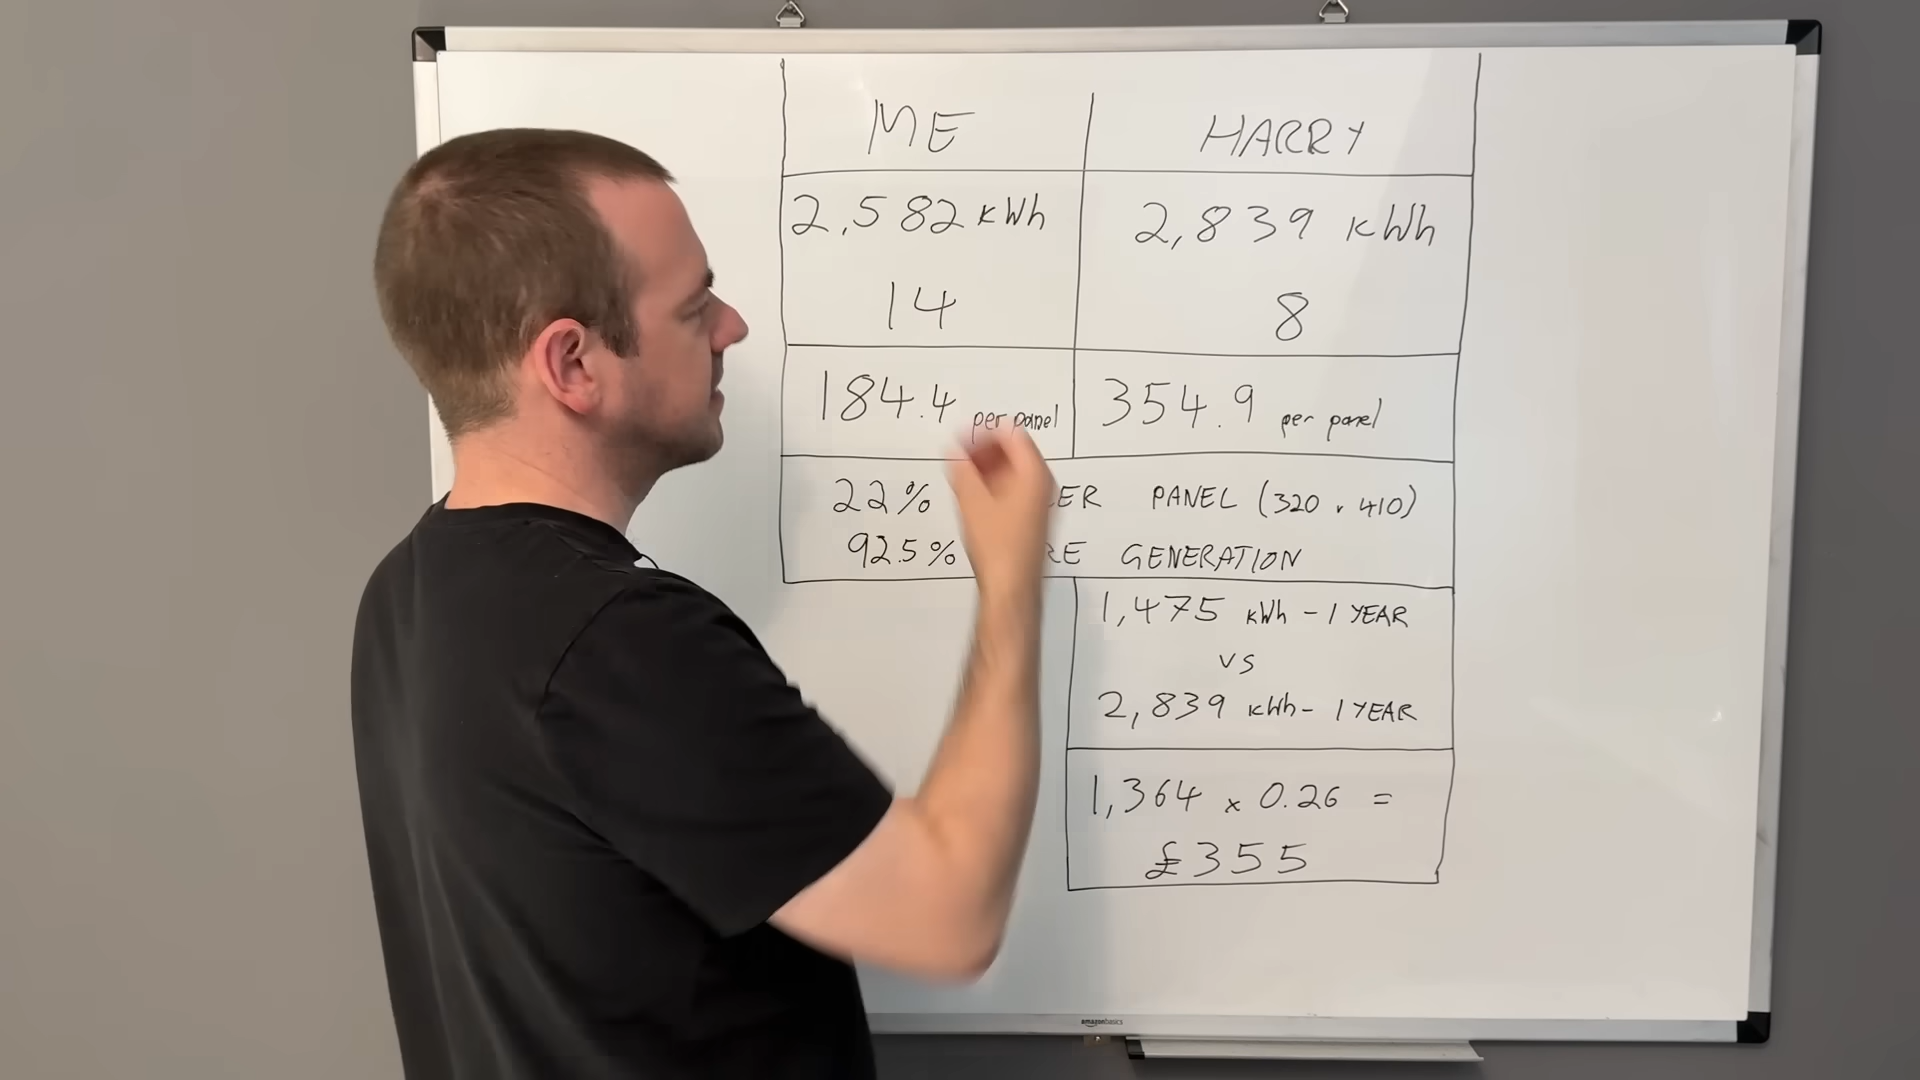 ME HARRY
2,582 kWh 2,839 kWh
14 8
184.4 per panel 354.9 per panel
22% PANEL (320 v 410)
92.5% GENERATION
1,475 kWh - 1 YEAR
VS
2,839 kWh - 1 YEAR
1,364 x 0.26 =
£355
amazonbasics